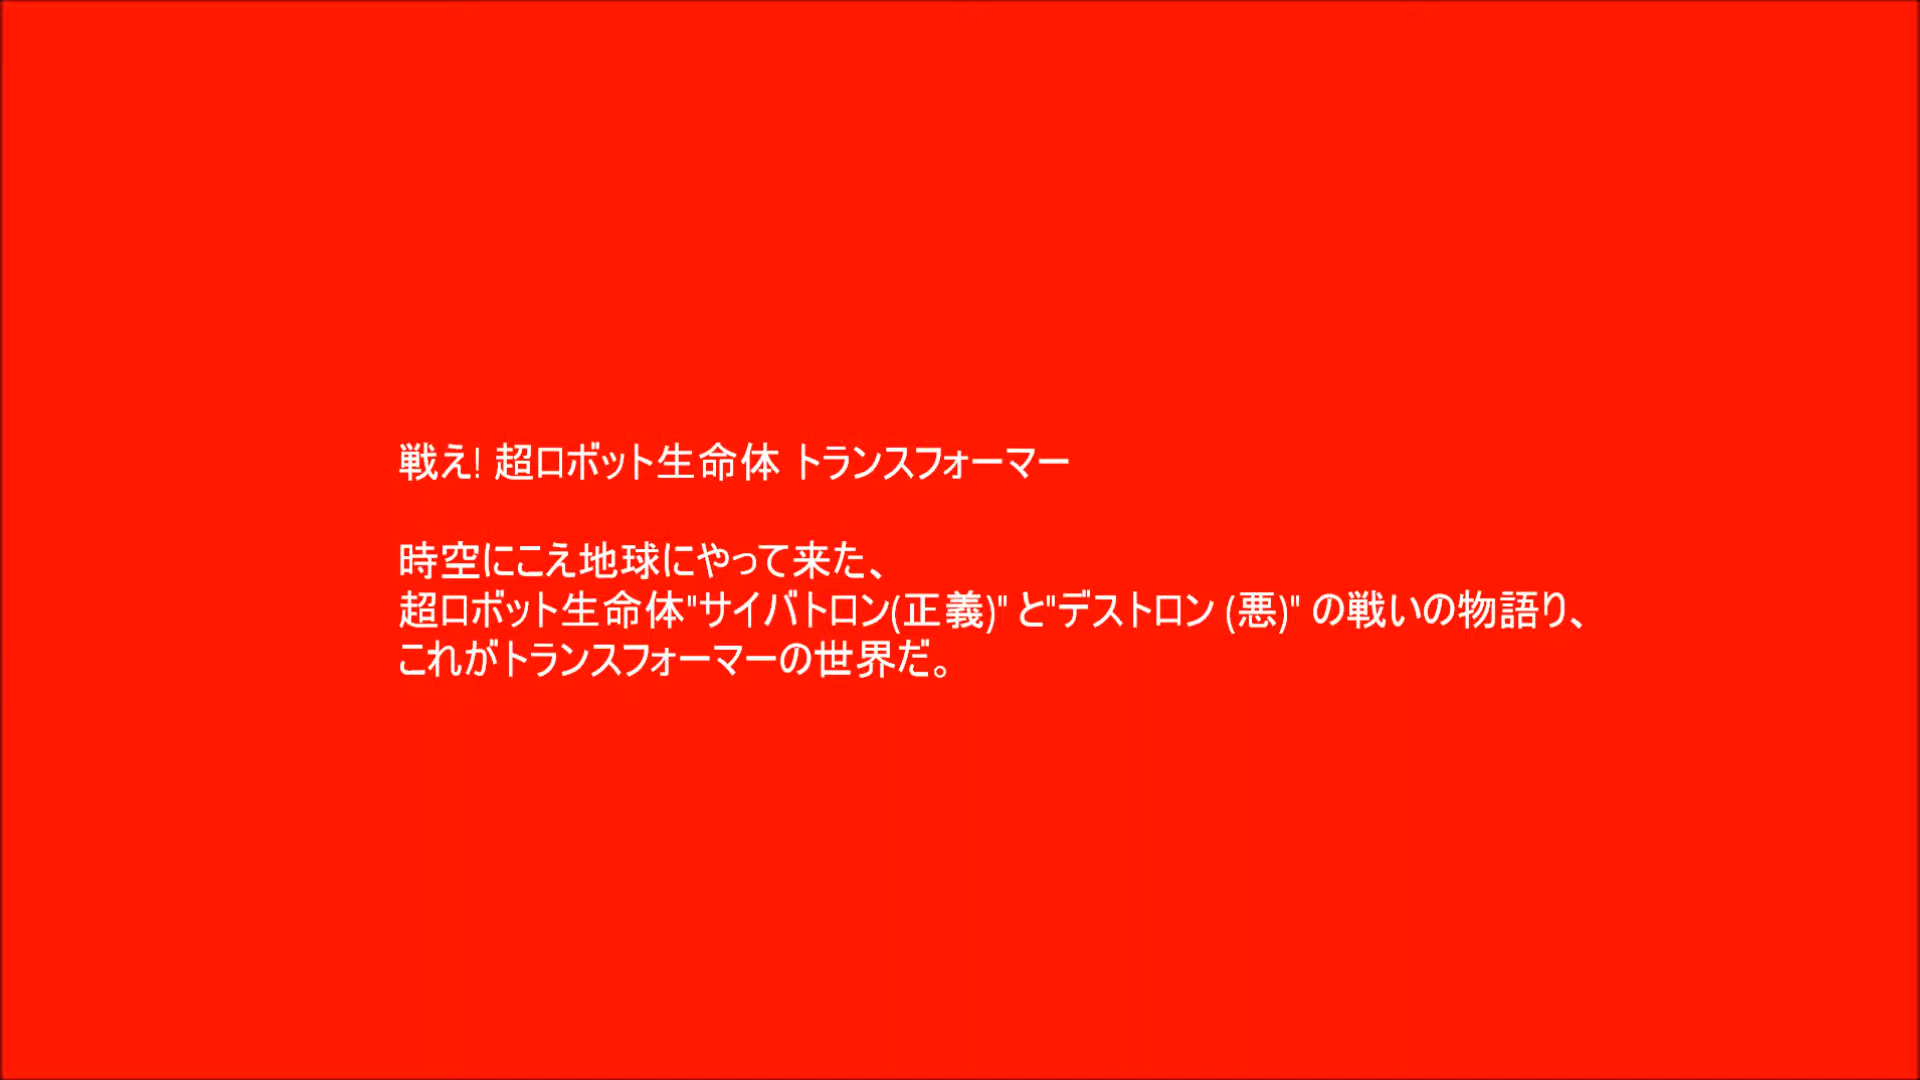 戦え! 超ロボット生命体 トランスフォーマー
時空にこえ地球にやって来た、
超ロボット生命体"サイバトロン(正義)" と"デストロン (悪)" の戦いの物語り、
これがトランスフォーマーの世界だ。